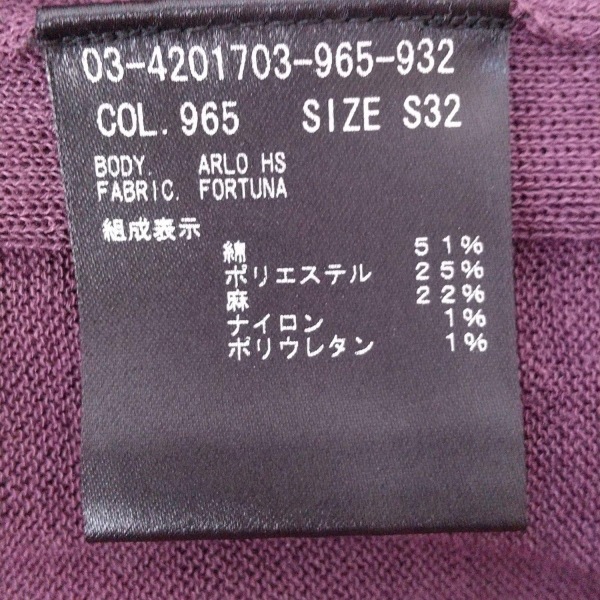 03-4201703-965-932
COL. 965 SIZE S32
BODY. ARLO HS
FABRIC. FORTUNA
組成表示
綿 51%
ポリエステル 25%
麻 22%
ナイロン 1%
ポリウレタン 1%